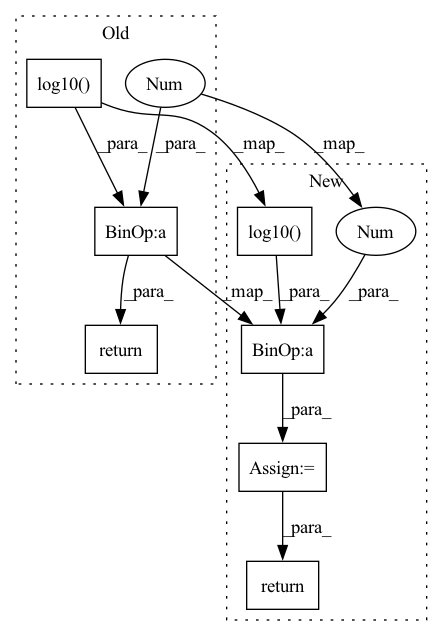 Old
log10()
Num
_para_ _para_ _map_ _map_
New
BinOp:a
log10()
Num
_para_ _map_ _para_ _para_
return
BinOp:a
_para_
Assign:=
_para_
return